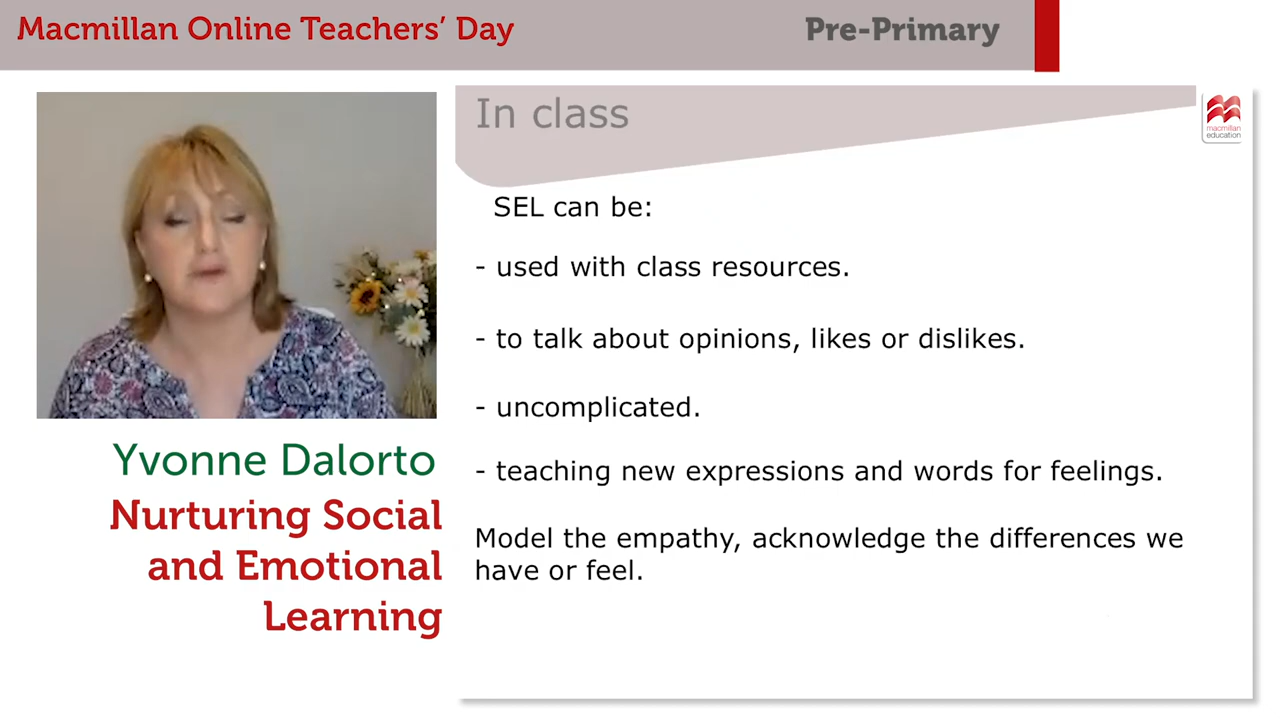 Macmillan Online Teachers' Day
Pre-Primary
In class
macmillan
education
SEL can be:
- used with class resources.
- to talk about opinions, likes or dislikes.
- uncomplicated.
- teaching new expressions and words for feelings.
Model the empathy, acknowledge the differences we
have or feel.
Yvonne Dalorto
Nurturing Social
and Emotional
Learning